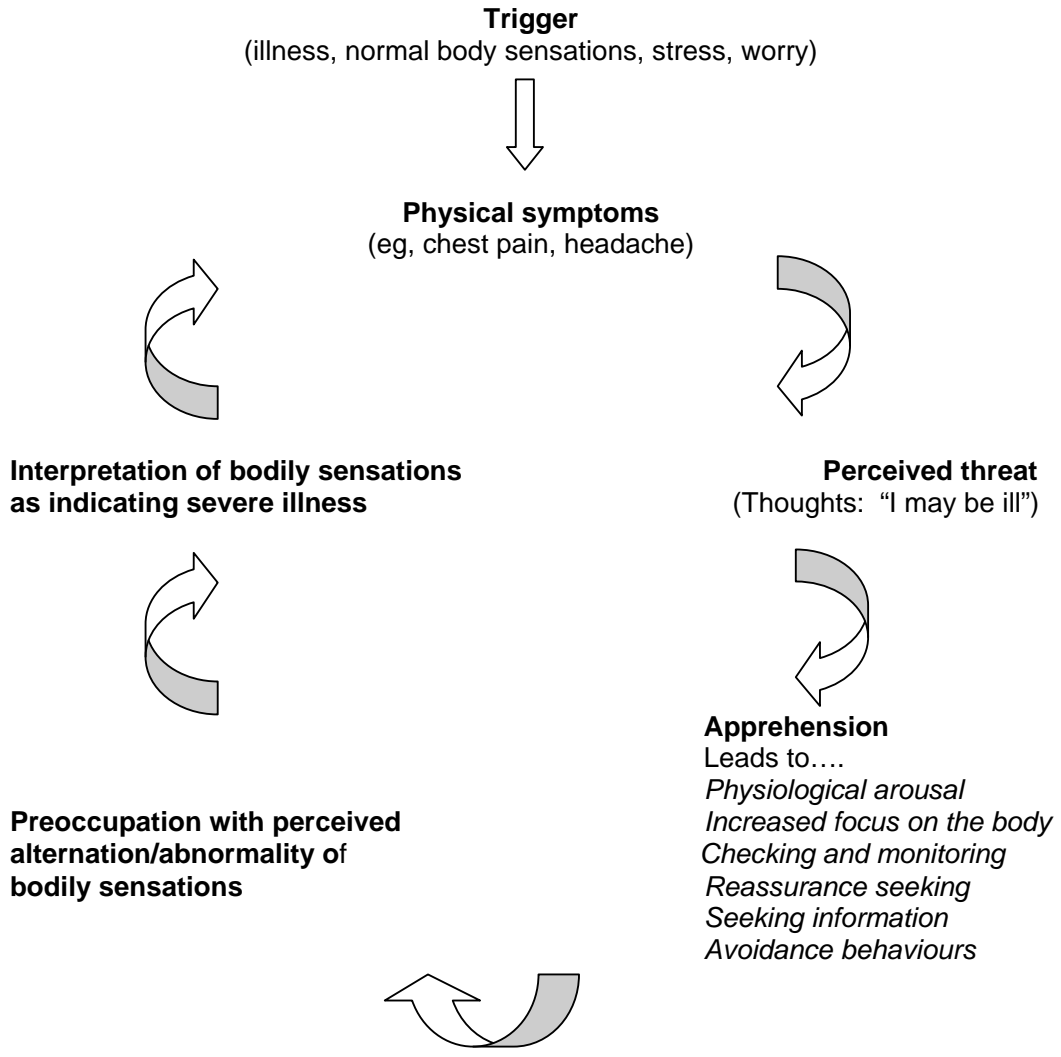 Trigger
(illness, normal body sensations, stress, worry)
Physical symptoms
(eg, chest pain, headache)
Perceived threat
(Thoughts:  “I may be ill”)
Apprehension
Leads to….
Physiological arousal
Increased focus on the body
Checking and monitoring
Reassurance seeking
Seeking information
Avoidance behaviours
Preoccupation with perceived
alternation/abnormality of
bodily sensations
Interpretation of bodily sensations
as indicating severe illness